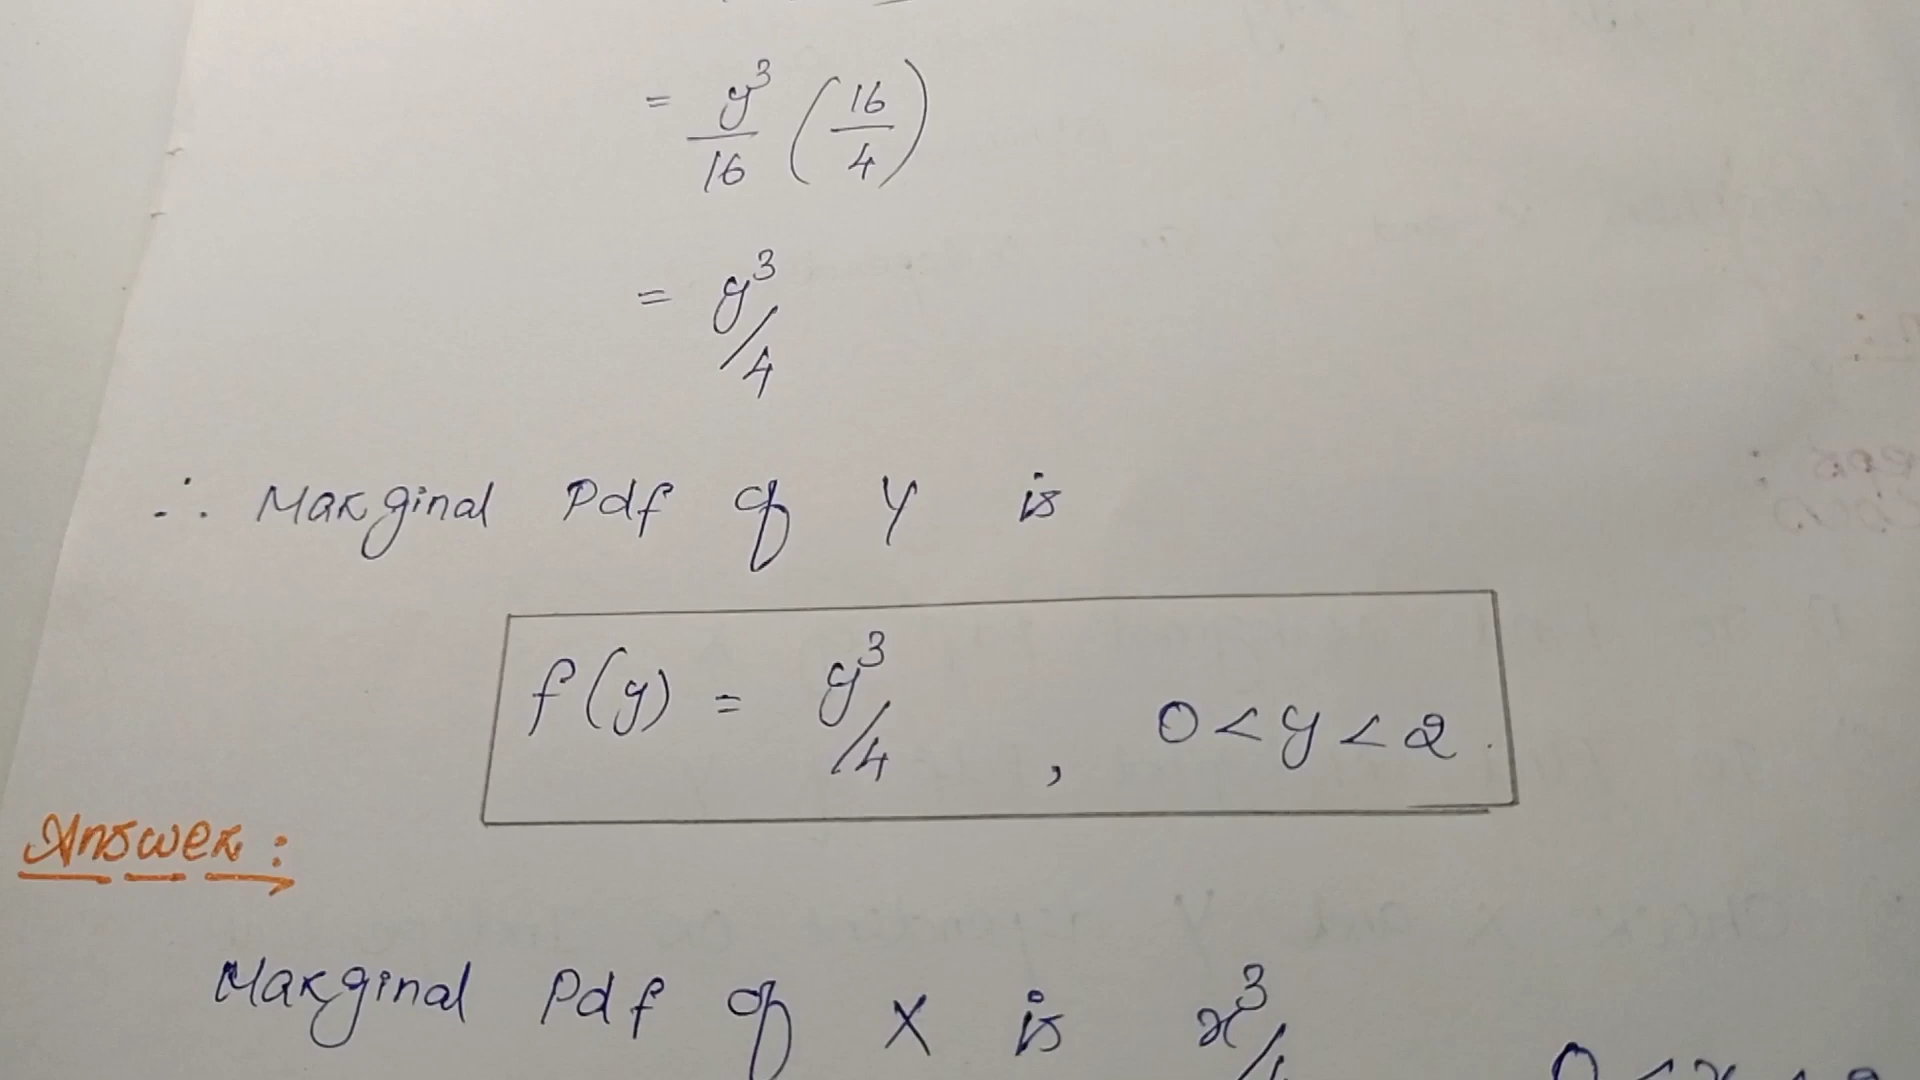 = y³/16 (16/4)
= y³/4
∴ Marginal Pdf of Y is
f(y) = y³/4 , 0 < y < 2.
Answer :
Marginal Pdf of X is x³/